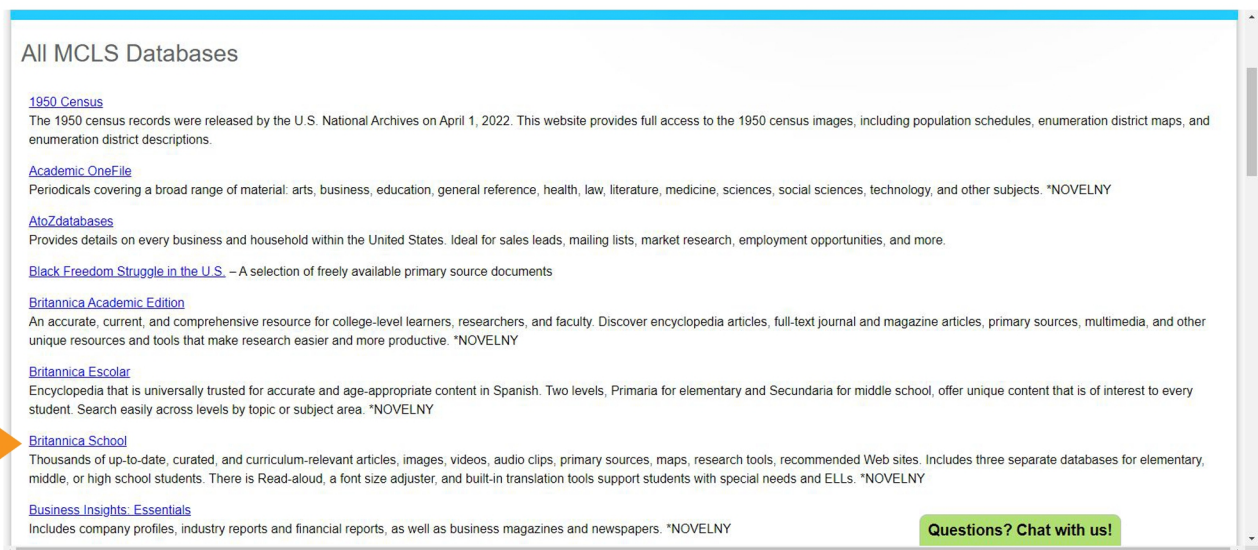 All MCLS Databases
1950 Census
The 1950 census records were released by the U.S. National Archives on April 1, 2022. This website provides full access to the 1950 census images, including population schedules, enumeration district maps, and
enumeration district descriptions.
Academic OneFile
Periodicals covering a broad range of material: arts, business, education, general reference, health, law, literature, medicine, sciences, social sciences, technology, and other subjects. *NOVELNY
AtoZdatabases
Provides details on every business and household within the United States. Ideal for sales leads, mailing lists, market research, employment opportunities, and more.
Black Freedom Struggle in the U.S. – A selection of freely available primary source documents
Britannica Academic Edition
An accurate, current, and comprehensive resource for college-level learners, researchers, and faculty. Discover encyclopedia articles, full-text journal and magazine articles, primary sources, multimedia, and other
unique resources and tools that make research easier and more productive. *NOVELNY
Britannica Escolar
Encyclopedia that is universally trusted for accurate and age-appropriate content in Spanish. Two levels, Primaria for elementary and Secundaria for middle school, offer unique content that is of interest to every
student. Search easily across levels by topic or subject area. *NOVELNY
Britannica School
Thousands of up-to-date, curated, and curriculum-relevant articles, images, videos, audio clips, primary sources, maps, research tools, recommended Web sites. Includes three separate databases for elementary,
middle, or high school students. There is Read-aloud, a font size adjuster, and built-in translation tools support students with special needs and ELLs. *NOVELNY
Business Insights: Essentials
Includes company profiles, industry reports and financial reports, as well as business magazines and newspapers. *NOVELNY
Questions? Chat with us!